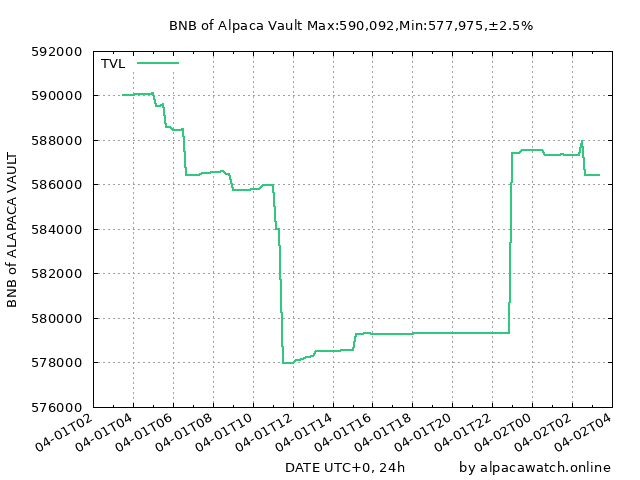 BNB of Alpaca Vault Max:590,092,Min:577,975,±2.5%
TVL
BNB of ALAPACA VAULT
592000
590000
588000
586000
584000
582000
580000
578000
576000
04-01T02
04-01T04
04-01T06
04-01T08
04-01T10
04-01T12
04-01T14
04-01T16
04-01T18
04-01T20
04-01T22
04-02T00
04-02T02
04-02T04
DATE UTC+0, 24h
by alpacawatch.online